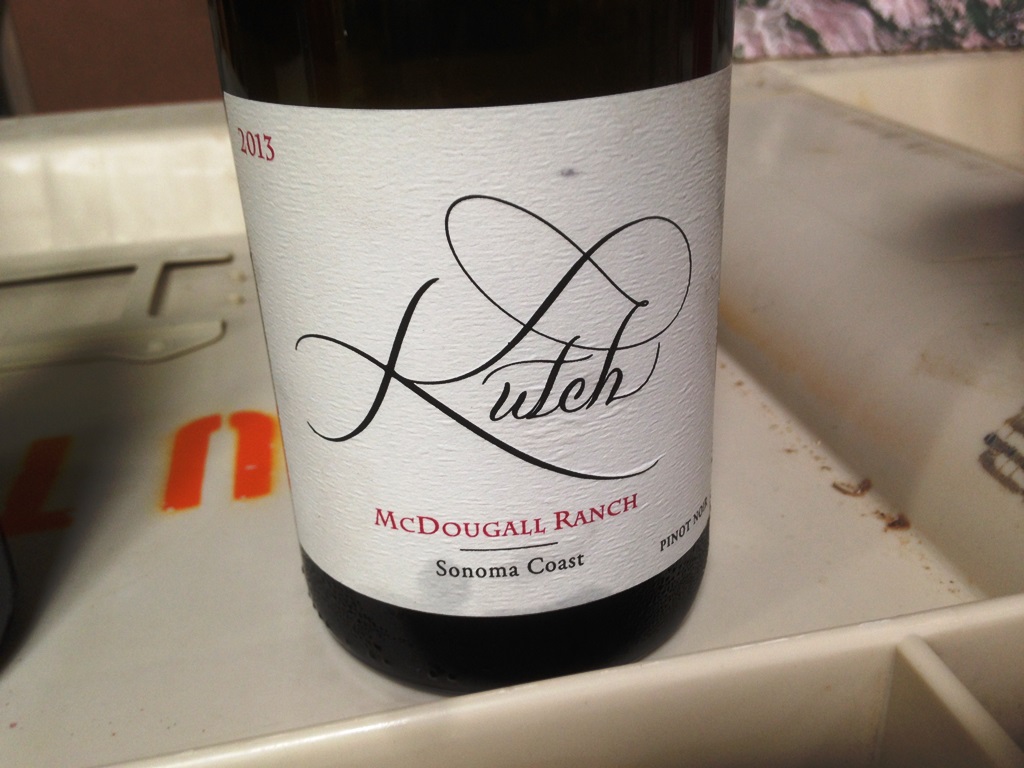 2013
Kutch
McDougall Ranch
Sonoma Coast
PINOT NOIR